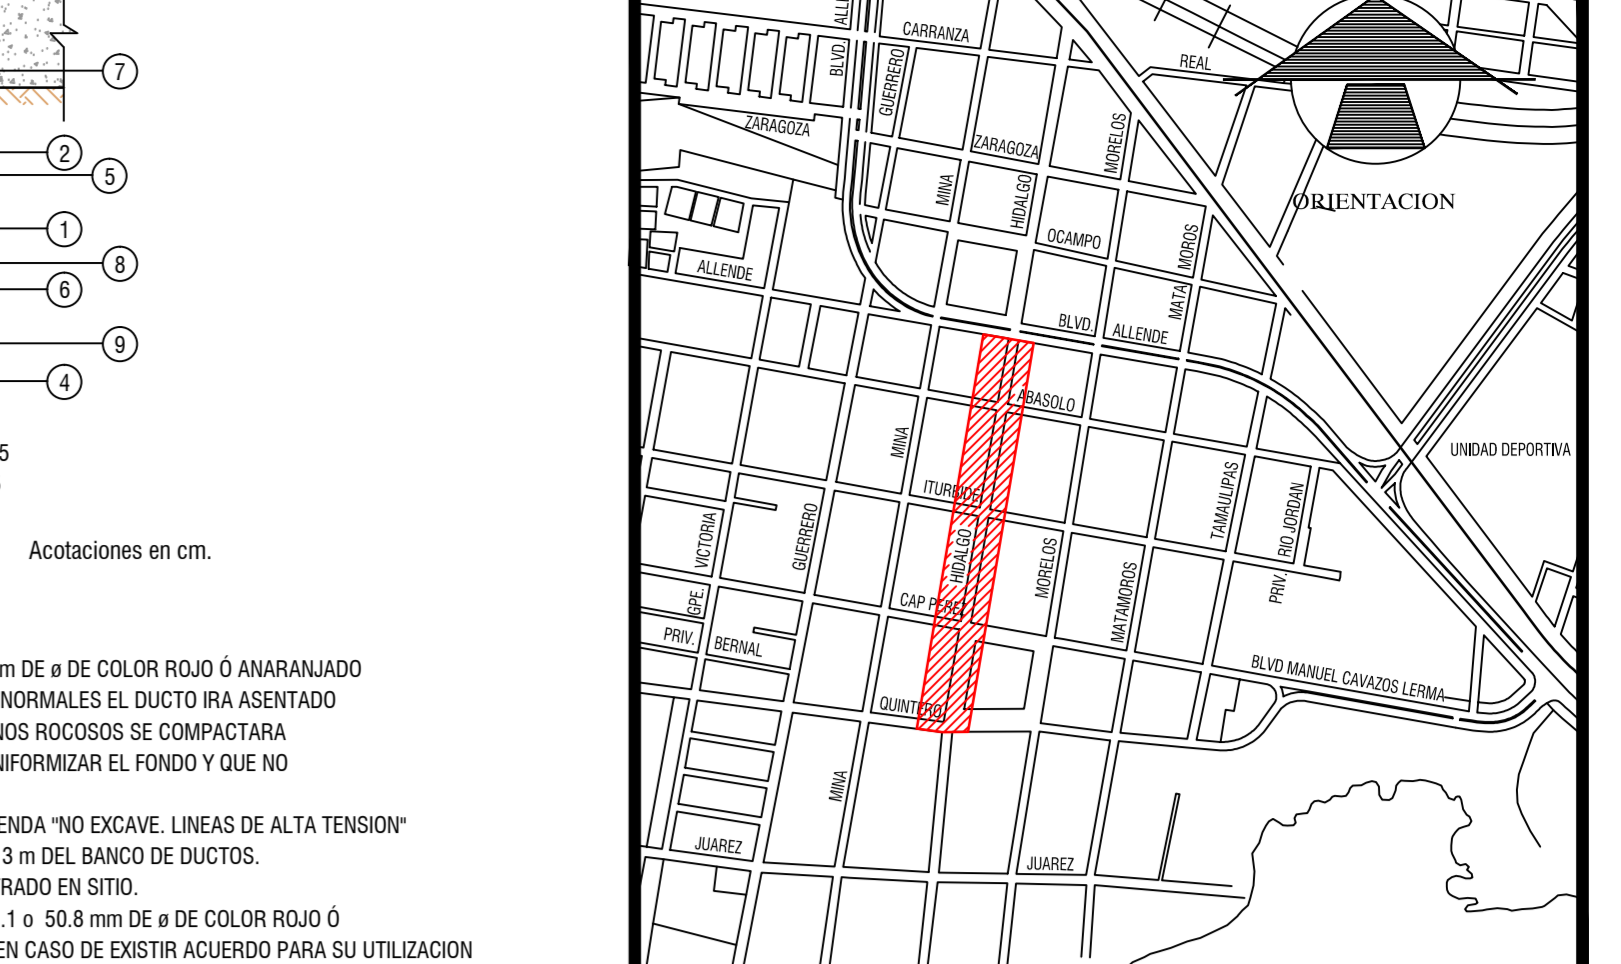 7
2
5
1
8
6
9
4
5
Acotaciones en cm.
m DE ø DE COLOR ROJO Ó ANARANJADO
NORMALES EL DUCTO IRA ASENTADO
NOS ROCOSOS SE COMPACTARA
NIFORMIZAR EL FONDO Y QUE NO
ENDA "NO EXCAVE. LINEAS DE ALTA TENSION"
3 m DEL BANCO DE DUCTOS.
TRADO EN SITIO.
.1 o 50.8 mm DE ø DE COLOR ROJO Ó
EN CASO DE EXISTIR ACUERDO PARA SU UTILIZACION
BLVD. ALLE
CARRANZA
GUERRERO
REAL
ZARAGOZA
ZARAGOZA
MORELOS
MINA
HIDALGO
ORIENTACION
OCAMPO
MATA MOROS
ALLENDE
BLVD. ALLENDE
ABASOLO
MINA
UNIDAD DEPORTIVA
ITURBIDE
TAMAULIPAS
PRIV. RIO JORDAN
GPE. VICTORIA
GUERRERO
HIDALGO
MORELOS
MATAMOROS
CAP PEREZ
PRIV. BERNAL
BLVD MANUEL CAVAZOS LERMA
QUINTERO
MINA
JUAREZ
JUAREZ